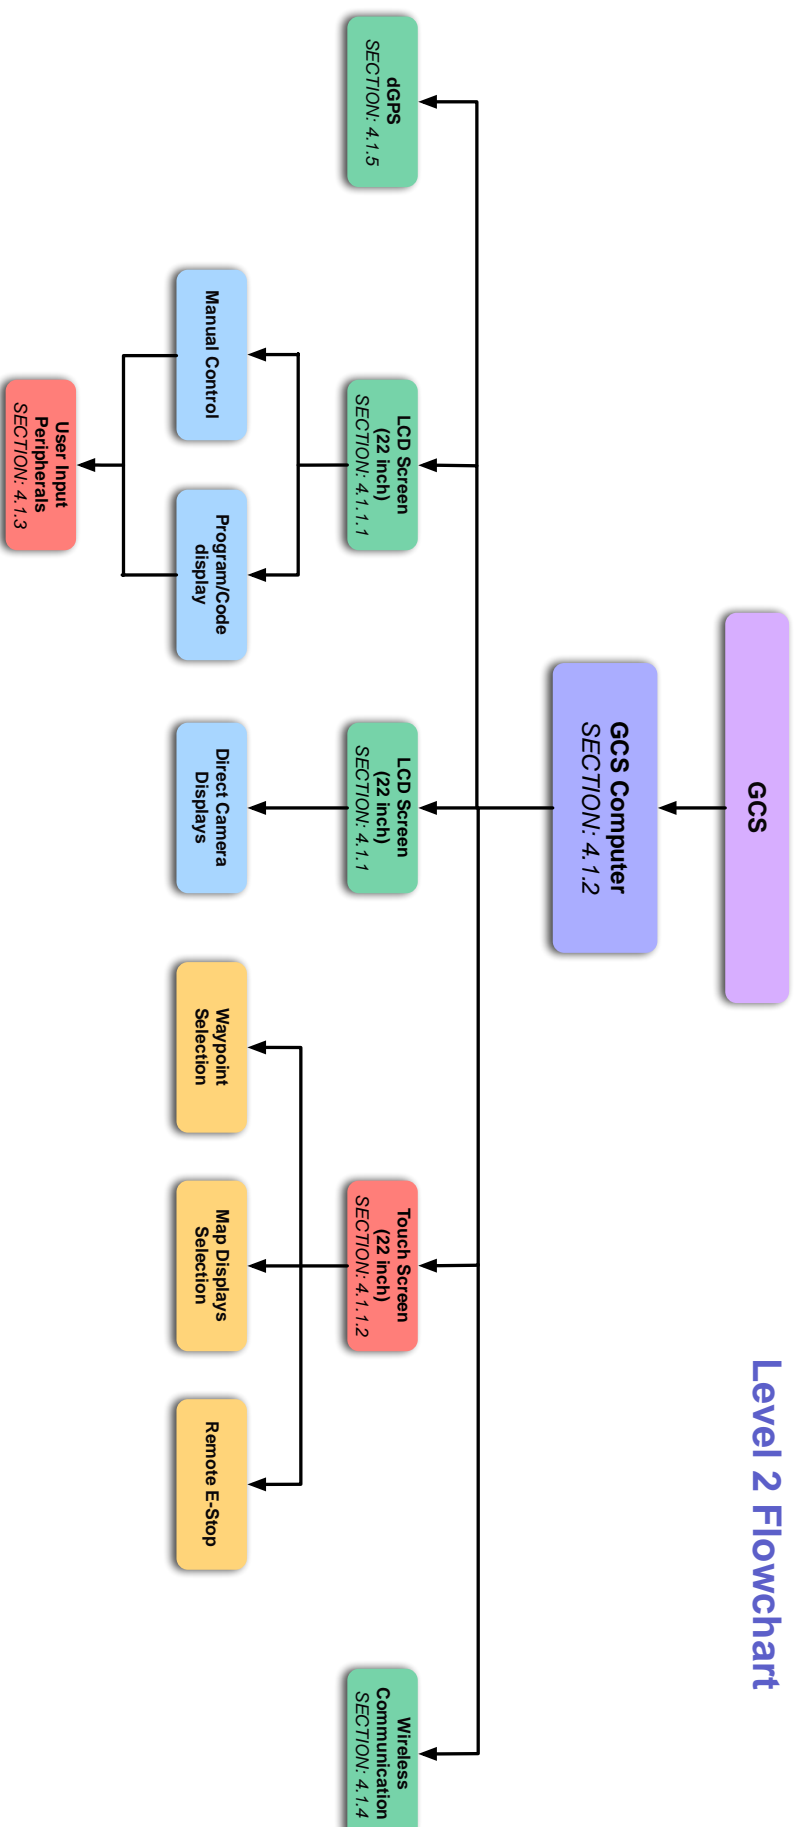 Level 2 Flowchart
GCS
GCS Computer
SECTION: 4.1.2
dGPS
SECTION: 4.1.5
LCD Screen
(22 inch)
SECTION: 4.1.1.1
LCD Screen
(22 inch)
SECTION: 4.1.1
Touch Screen
(22 inch)
SECTION: 4.1.1.2
Wireless
Communication
SECTION: 4.1.4
Manual Control
Program/Code
display
Direct Camera
Displays
Waypoint
Selection
Map Displays
Selection
Remote E-Stop
User Input
Peripherals
SECTION: 4.1.3